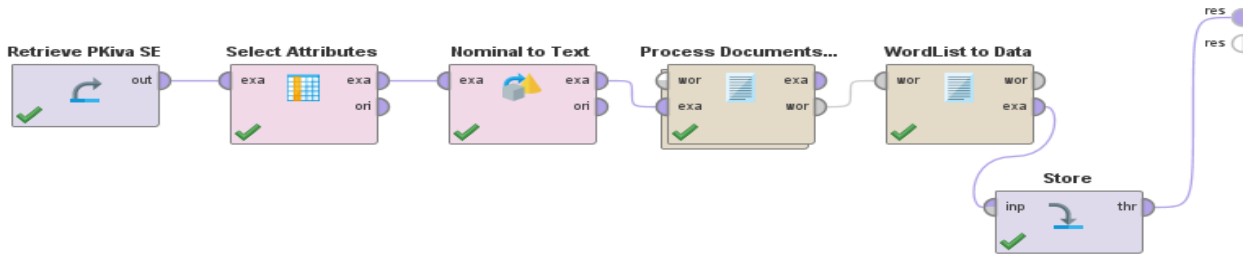 res
res
Retrieve PKiva SE
Select Attributes
Nominal to Text
Process Documents...
WordList to Data
out
exa
exa
ori
exa
exa
ori
wor
exa
exa
wor
wor
wor
exa
Store
inp
thr